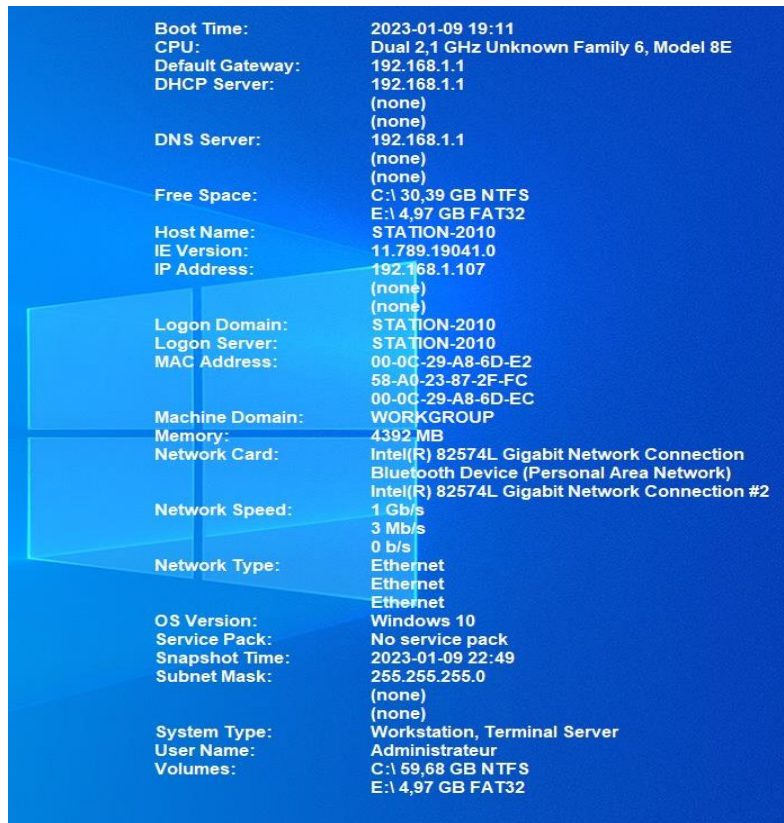 Boot Time: 2023-01-09 19:11
CPU: Dual 2,1 GHz Unknown Family 6, Model 8E
Default Gateway: 192.168.1.1
DHCP Server: 192.168.1.1
(none)
(none)
DNS Server: 192.168.1.1
(none)
(none)
Free Space: C:\ 30,39 GB NTFS
E:\ 4,97 GB FAT32
Host Name: STATION-2010
IE Version: 11.789.19041.0
IP Address: 192.168.1.107
(none)
(none)
Logon Domain: STATION-2010
Logon Server: STATION-2010
MAC Address: 00-0C-29-A8-6D-E2
58-A0-23-87-2F-FC
00-0C-29-A8-6D-EC
Machine Domain: WORKGROUP
Memory: 4392 MB
Network Card: Intel(R) 82574L Gigabit Network Connection
Bluetooth Device (Personal Area Network)
Intel(R) 82574L Gigabit Network Connection #2
Network Speed: 1 Gb/s
3 Mb/s
0 b/s
Network Type: Ethernet
Ethernet
Ethernet
OS Version: Windows 10
Service Pack: No service pack
Snapshot Time: 2023-01-09 22:49
Subnet Mask: 255.255.255.0
(none)
(none)
System Type: Workstation, Terminal Server
User Name: Administrateur
Volumes: C:\ 59,68 GB NTFS
E:\ 4,97 GB FAT32